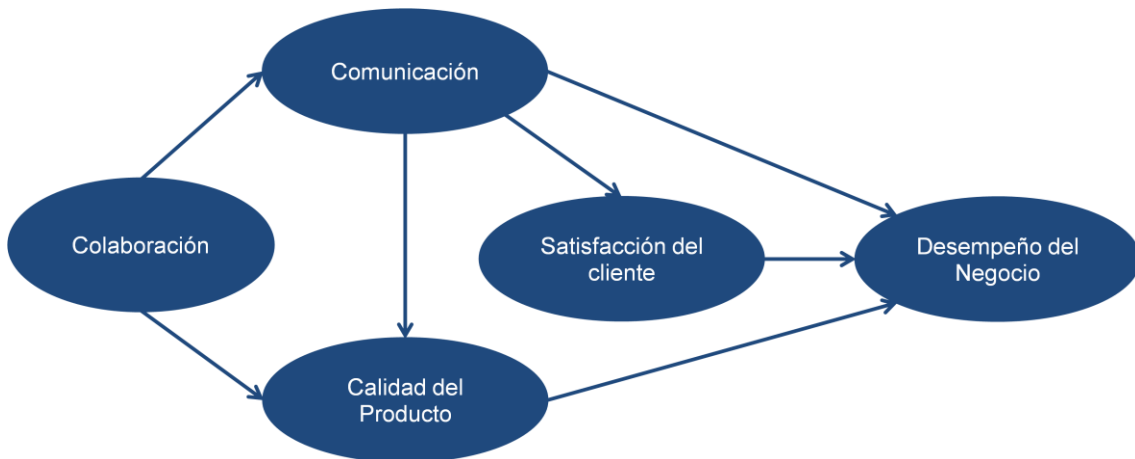 Comunicación
Colaboración
Satisfacción del
cliente
Desempeño del
Negocio
Calidad del
Producto